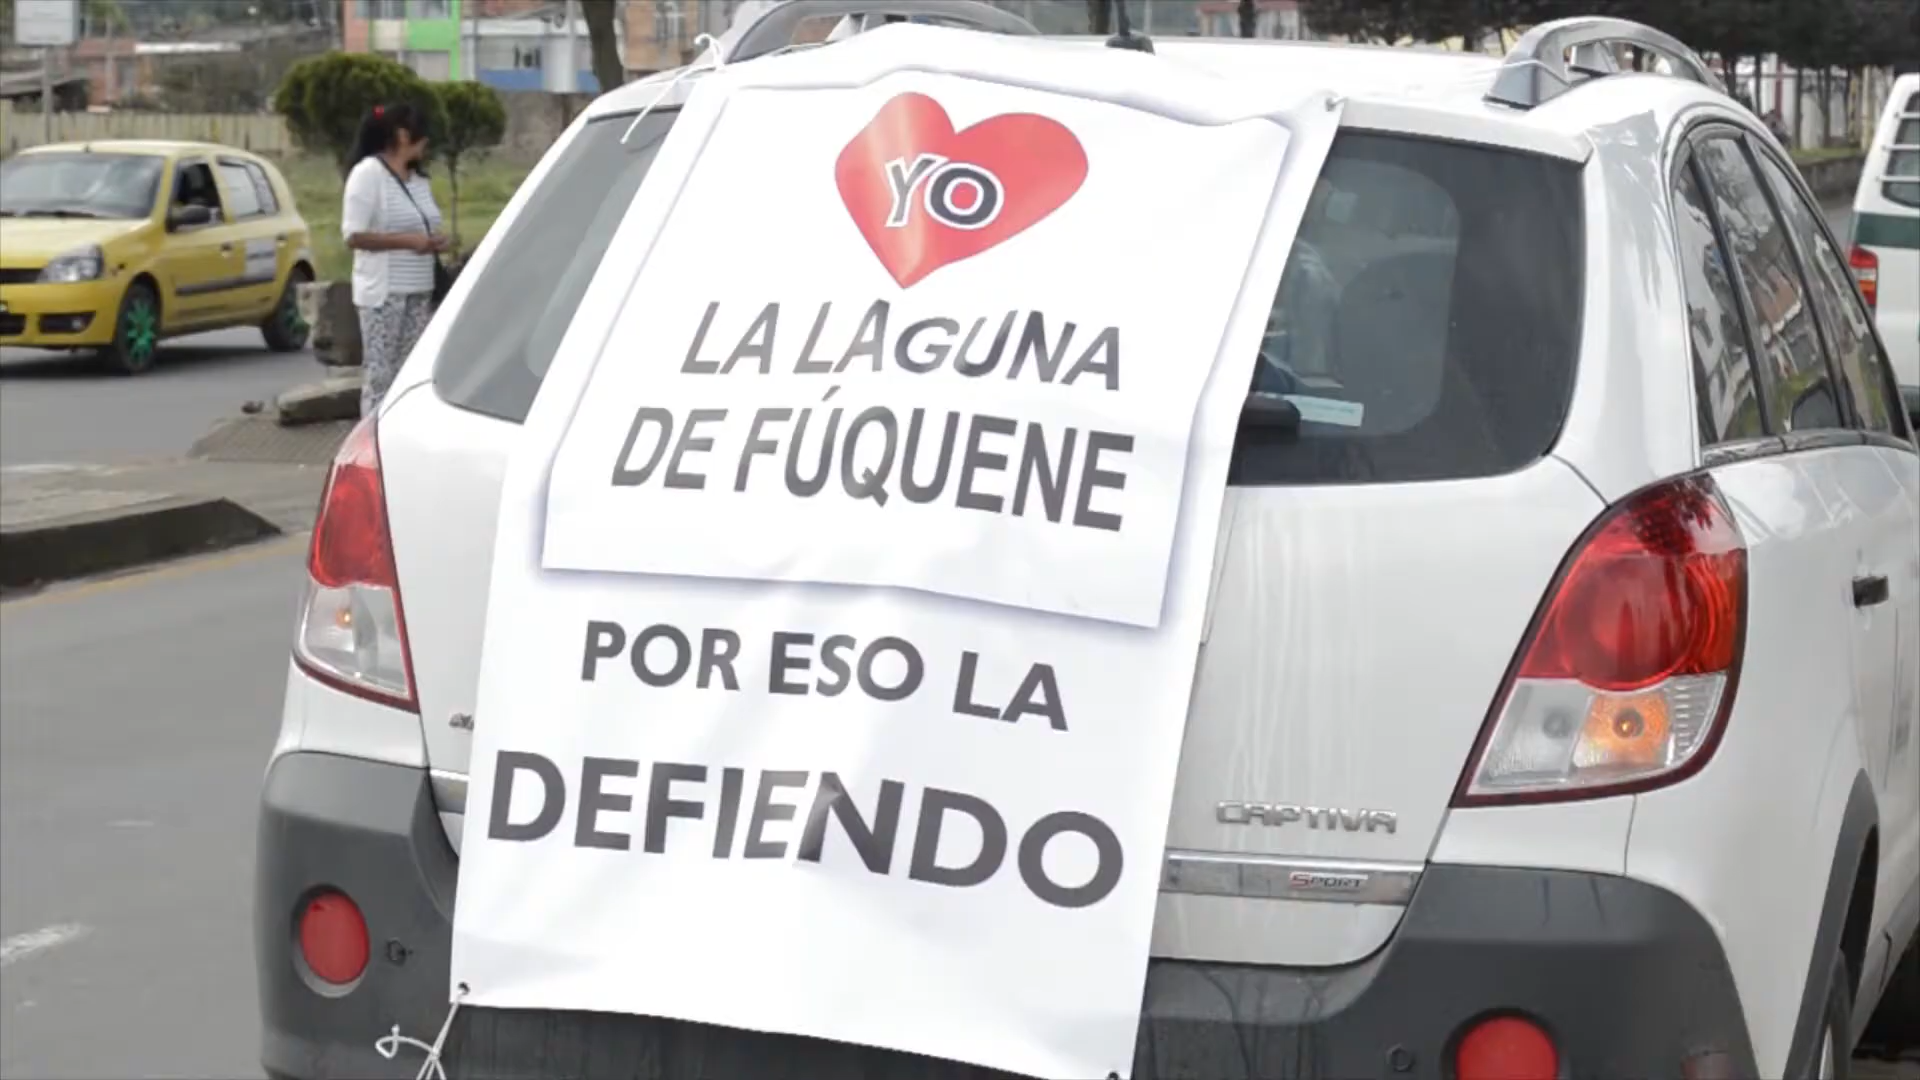 YO
LA LAGUNA
DE FÚQUENE
POR ESO LA
DEFIENDO
CAPTIVA
SPORT